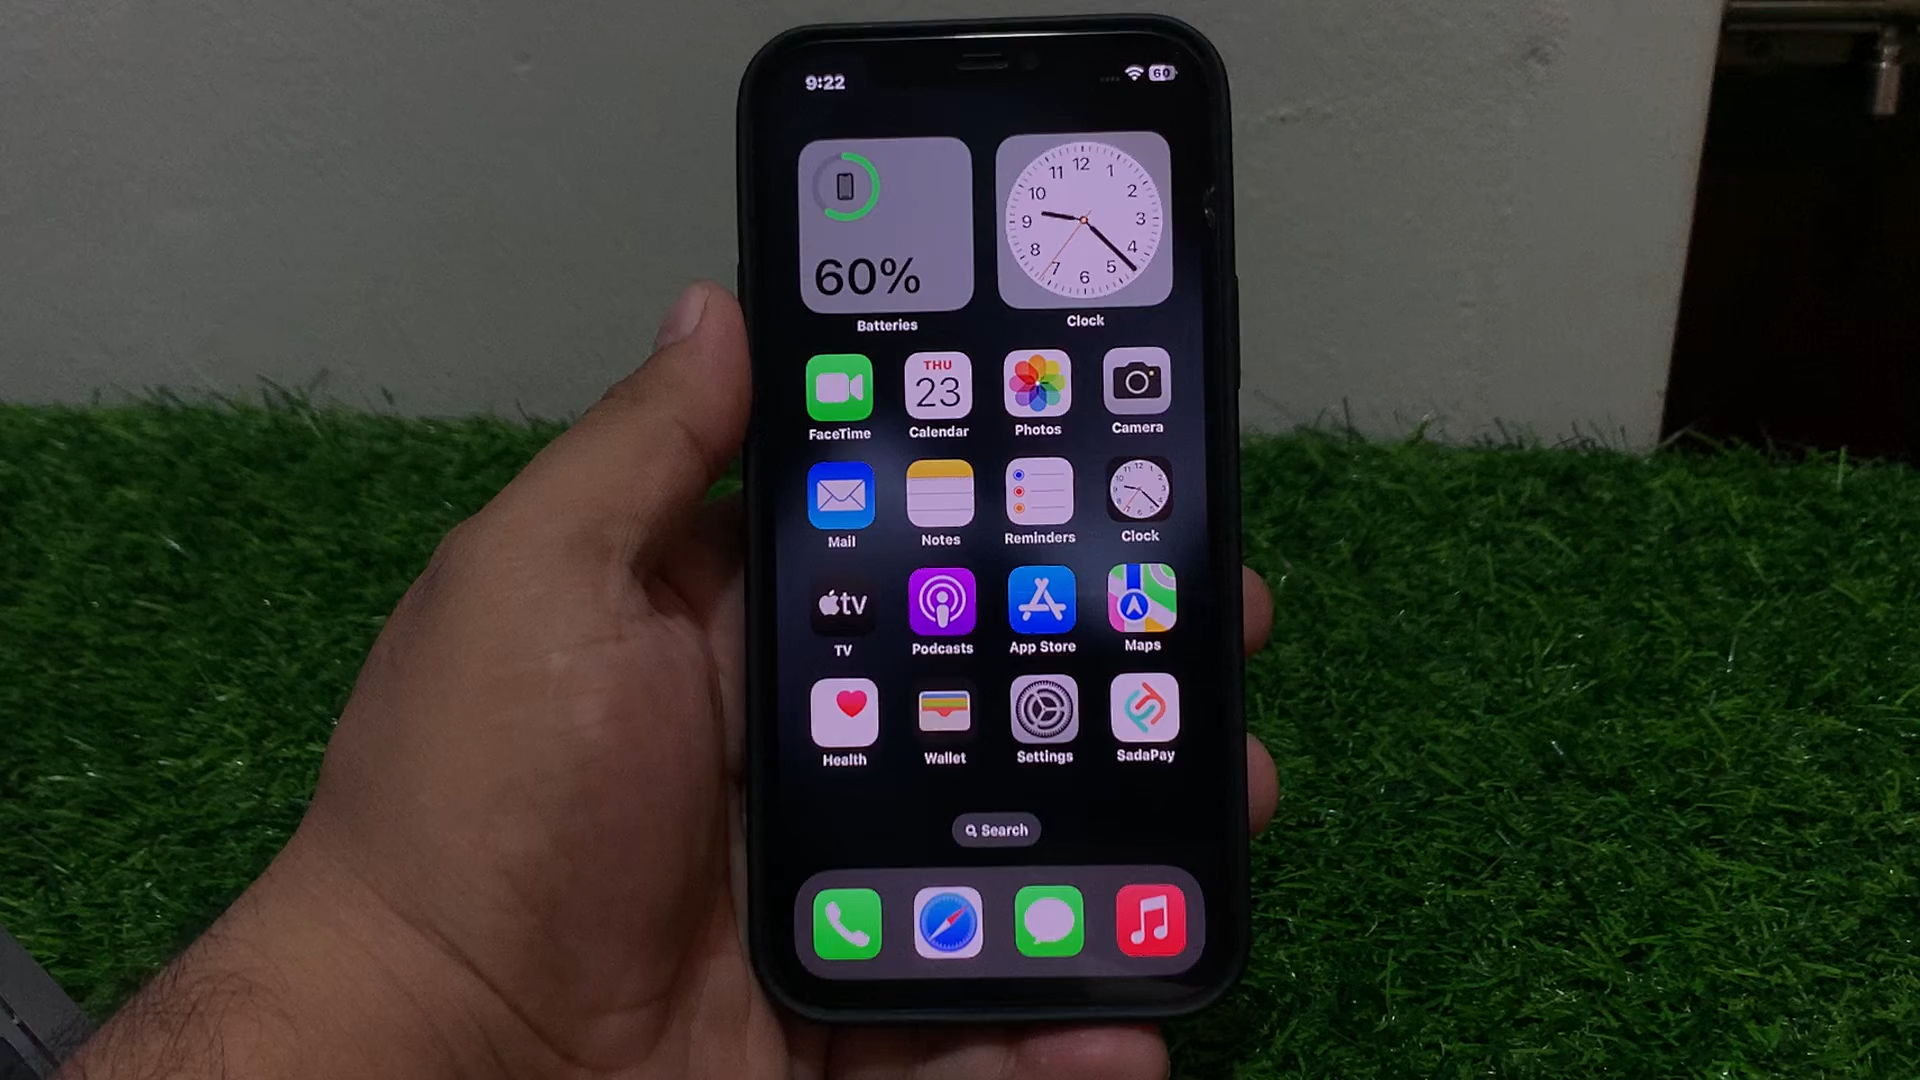 9:22 60
12
11 1
10 2
9 3
8 4
7 5
6
60%
Batteries Clock
THU
23
FaceTime Calendar Photos Camera
Mail Notes Reminders Clock
tv
TV Podcasts App Store Maps
Health Wallet Settings SadaPay
Search